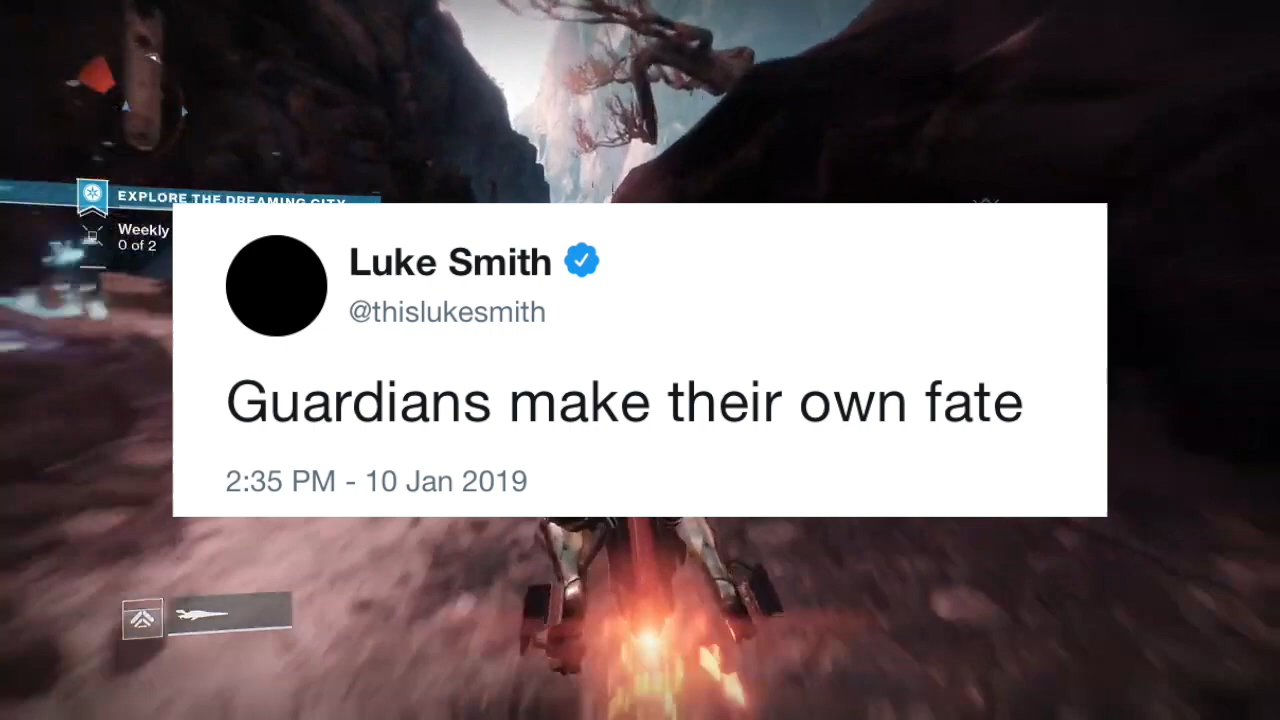 EXPLORE THE DREAMING CITY
Weekly
0 of 2
Luke Smith
@thislukesmith
Guardians make their own fate
2:35 PM - 10 Jan 2019